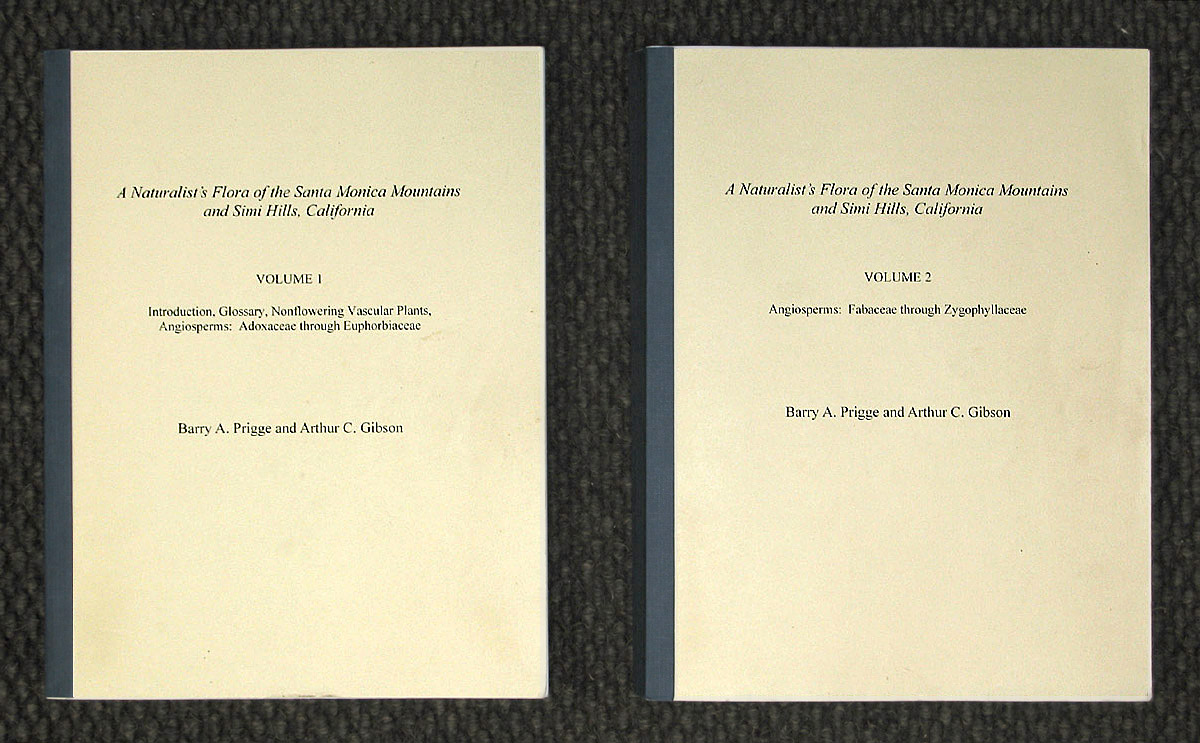 A Naturalist's Flora of the Santa Monica Mountains
and Simi Hills, California
VOLUME 1
Introduction, Glossary, Nonflowering Vascular Plants,
Angiosperms: Adoxaceae through Euphorbiaceae
Barry A. Prigge and Arthur C. Gibson
A Naturalist's Flora of the Santa Monica Mountains
and Simi Hills, California
VOLUME 2
Angiosperms: Fabaceae through Zygophyllaceae
Barry A. Prigge and Arthur C. Gibson